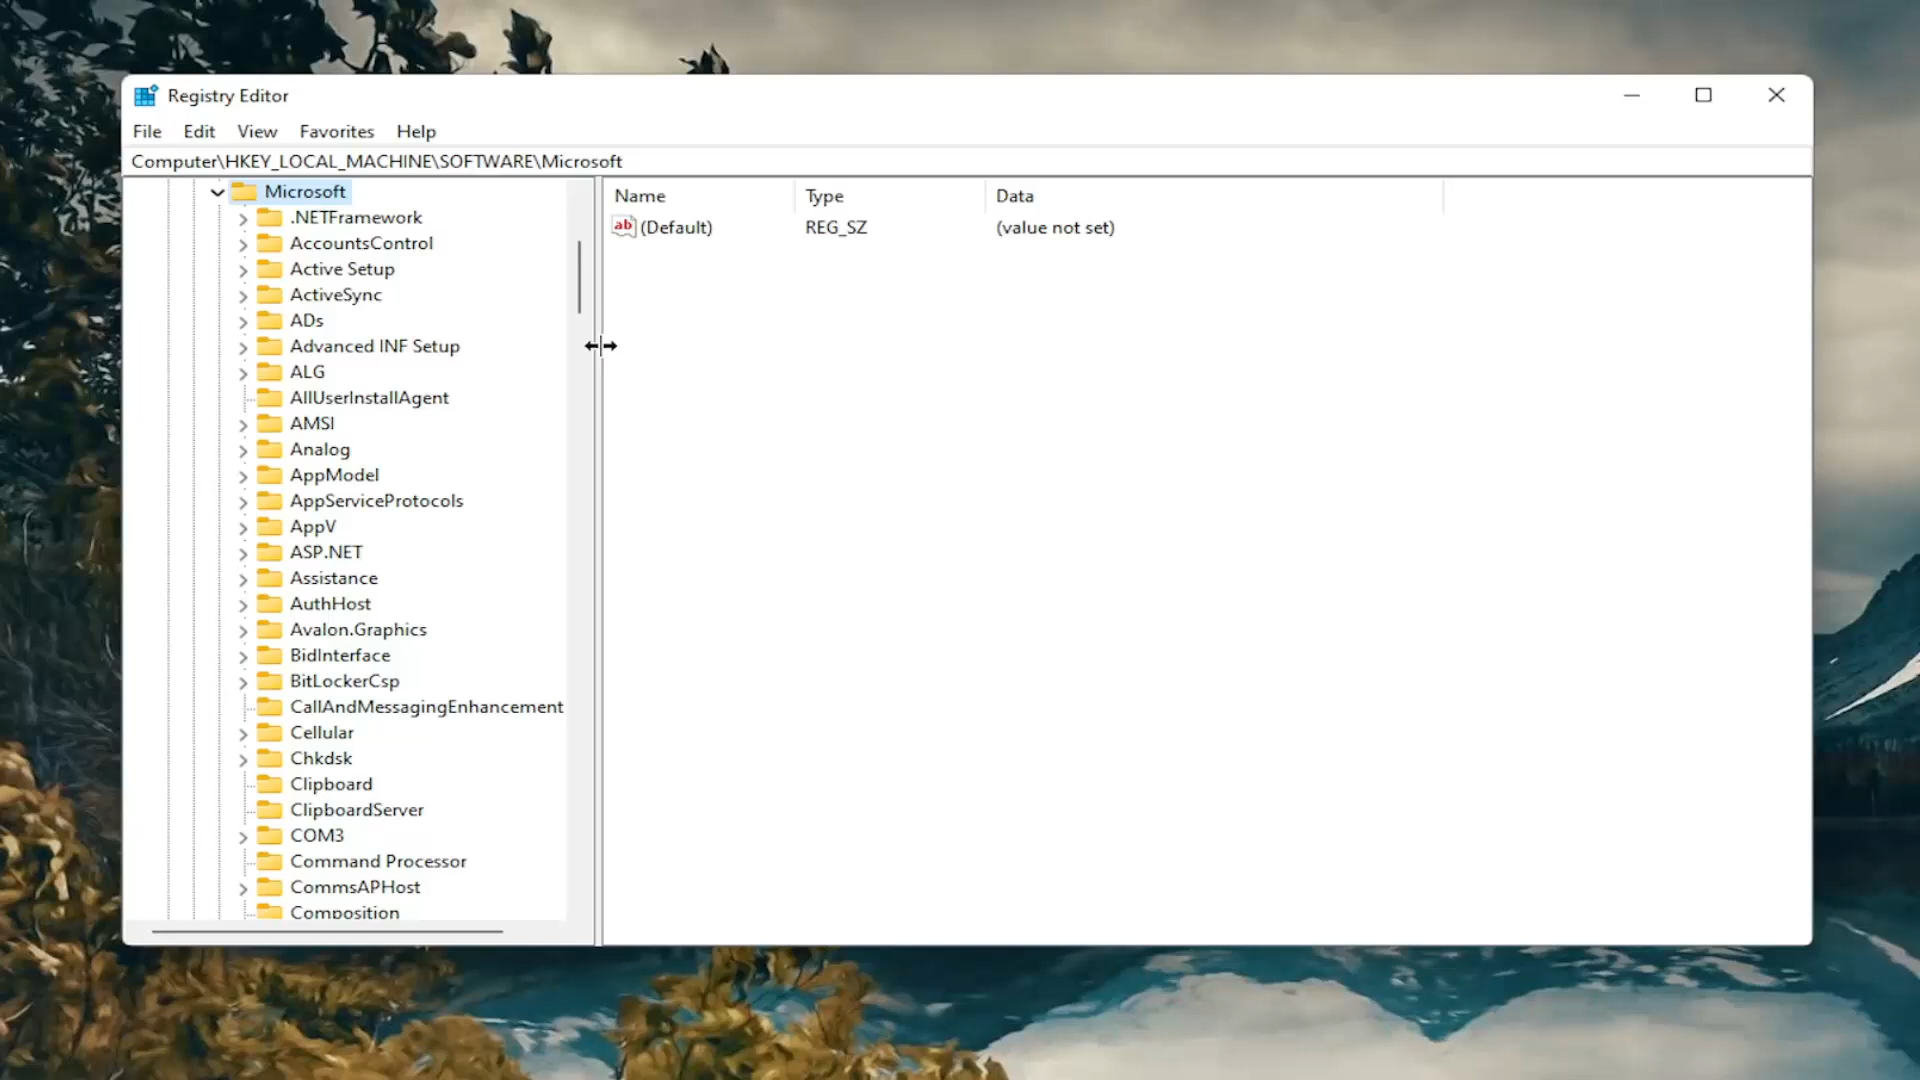 Registry Editor
File Edit View Favorites Help
Computer\HKEY_LOCAL_MACHINE\SOFTWARE\Microsoft
Microsoft
.NETFramework
AccountsControl
Active Setup
ActiveSync
ADs
Advanced INF Setup
ALG
AllUserInstallAgent
AMSI
Analog
AppModel
AppServiceProtocols
AppV
ASP.NET
Assistance
AuthHost
Avalon.Graphics
BidInterface
BitLockerCsp
CallAndMessagingEnhancement
Cellular
Chkdsk
Clipboard
ClipboardServer
COM3
Command Processor
CommsAPHost
Composition
Name Type Data
ab (Default) REG_SZ (value not set)